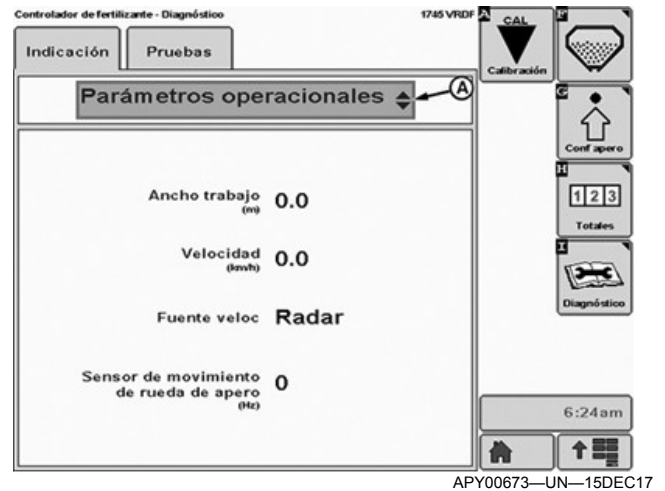 Controlador de fertilizante - Diagnóstico
1745 VRDF
Indicación
Pruebas
Parámetros operacionales
A
Ancho trabajo
(m)
0.0
Velocidad
(km/h)
0.0
Fuente veloc
Radar
Sensor de movimiento
de rueda de apero
(Hz)
0
A
CAL
Calibración
F
G
Conf apero
H
1 2 3
Totales
I
Diagnóstico
6:24am
APY00673—UN—15DEC17